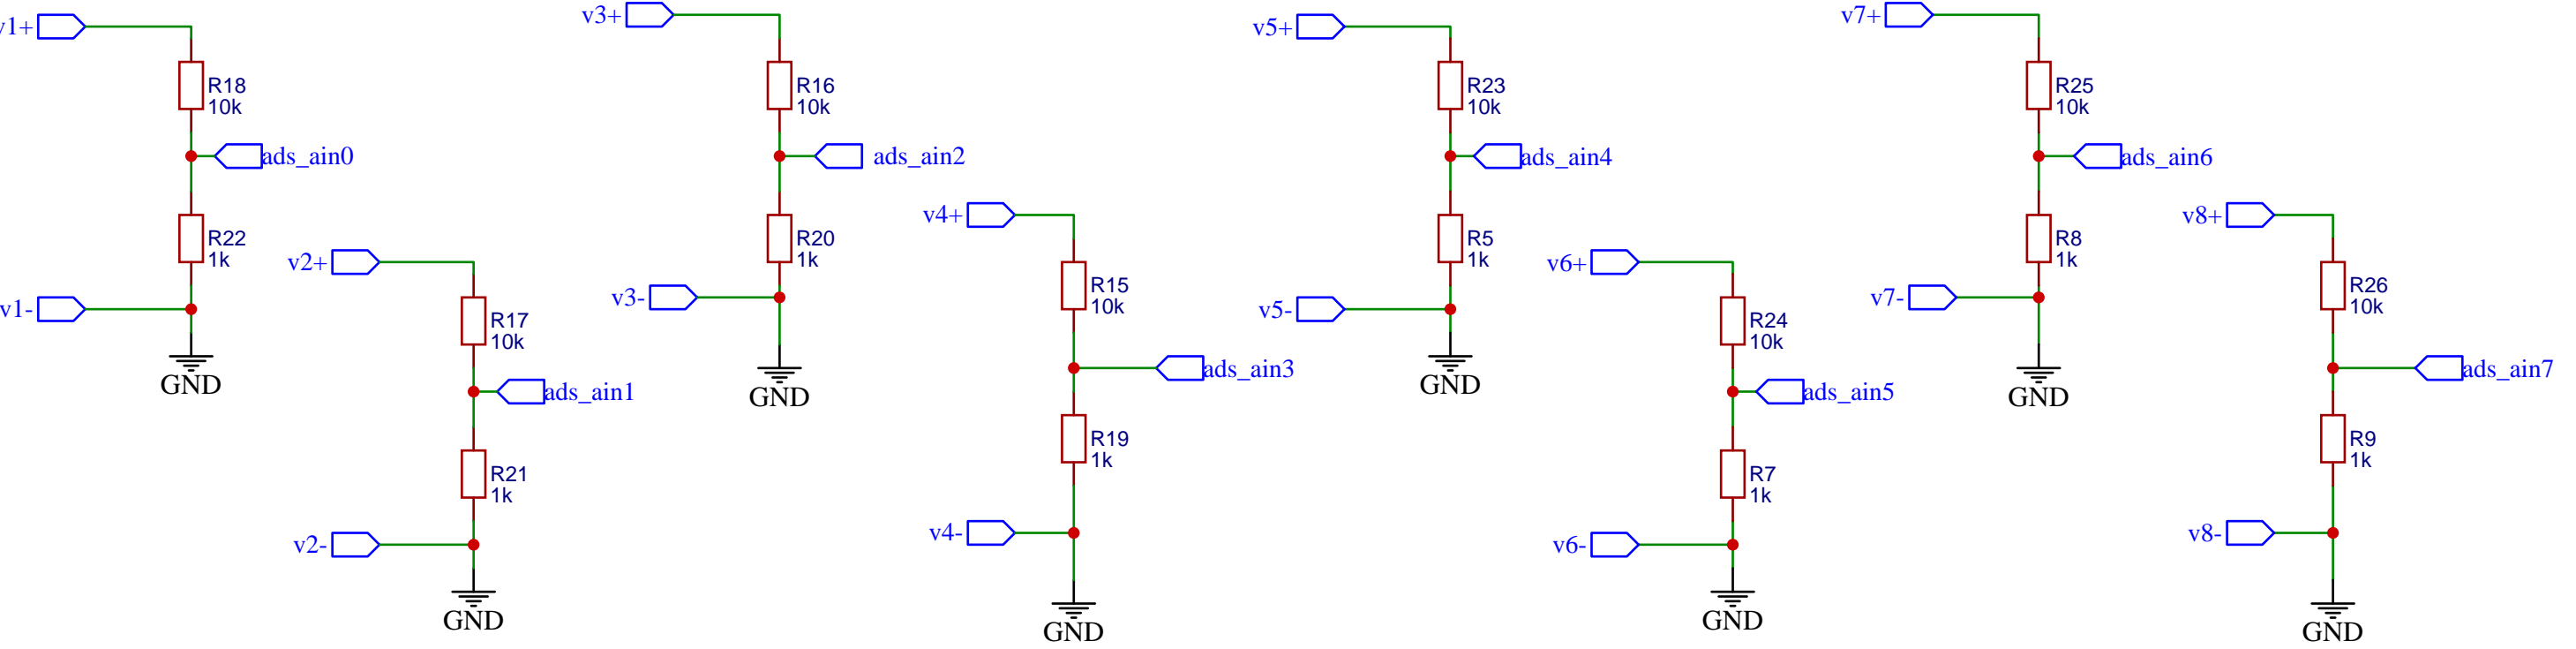 v1+
R18
10k
ads_ain0
R22
1k
v1-
GND
v2+
R17
10k
ads_ain1
R21
1k
v2-
GND
v3+
R16
10k
ads_ain2
R20
1k
v3-
GND
v4+
R15
10k
ads_ain3
R19
1k
v4-
GND
v5+
R23
10k
ads_ain4
R5
1k
v5-
GND
v6+
R24
10k
ads_ain5
R7
1k
v6-
GND
v7+
R25
10k
ads_ain6
R8
1k
v7-
GND
v8+
R26
10k
ads_ain7
R9
1k
v8-
GND